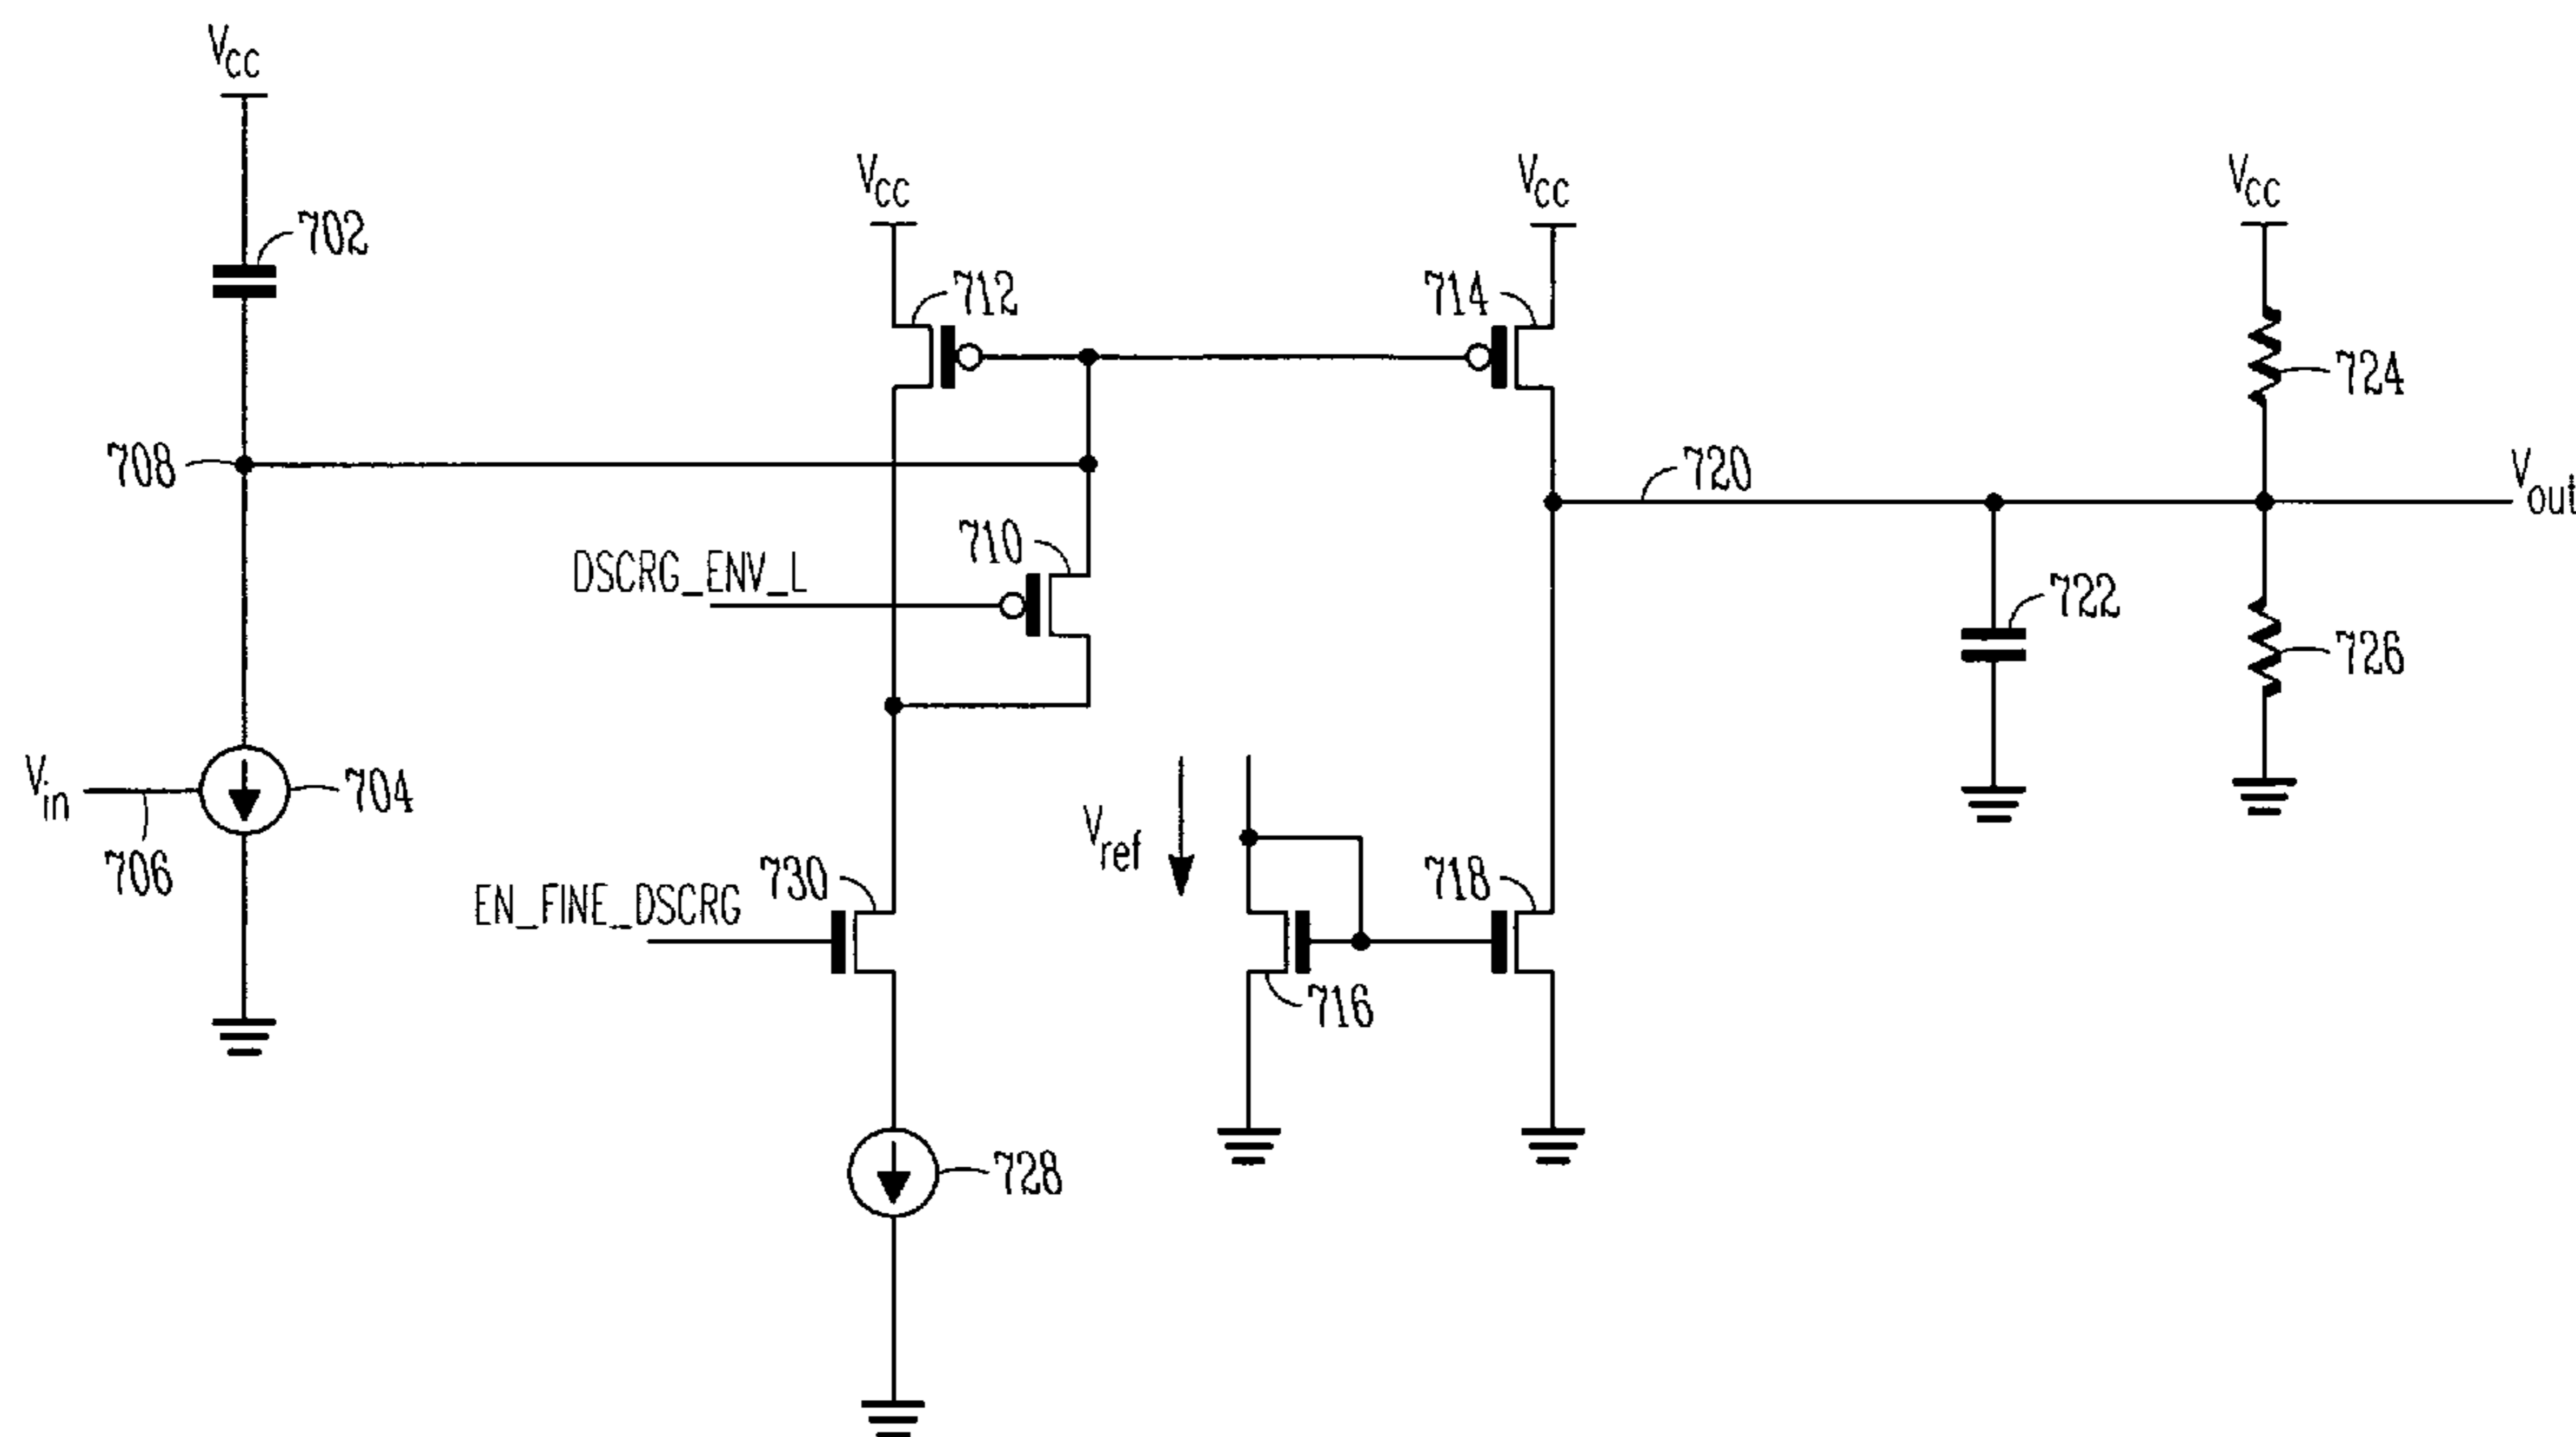 Vcc
702
Vcc
712
Vcc
714
Vcc
724
708
720
Vout
710
DSCRG_ENV_L
722
726
Vin
704
706
Vref
EN_FINE_DSCRG
730
718
716
728